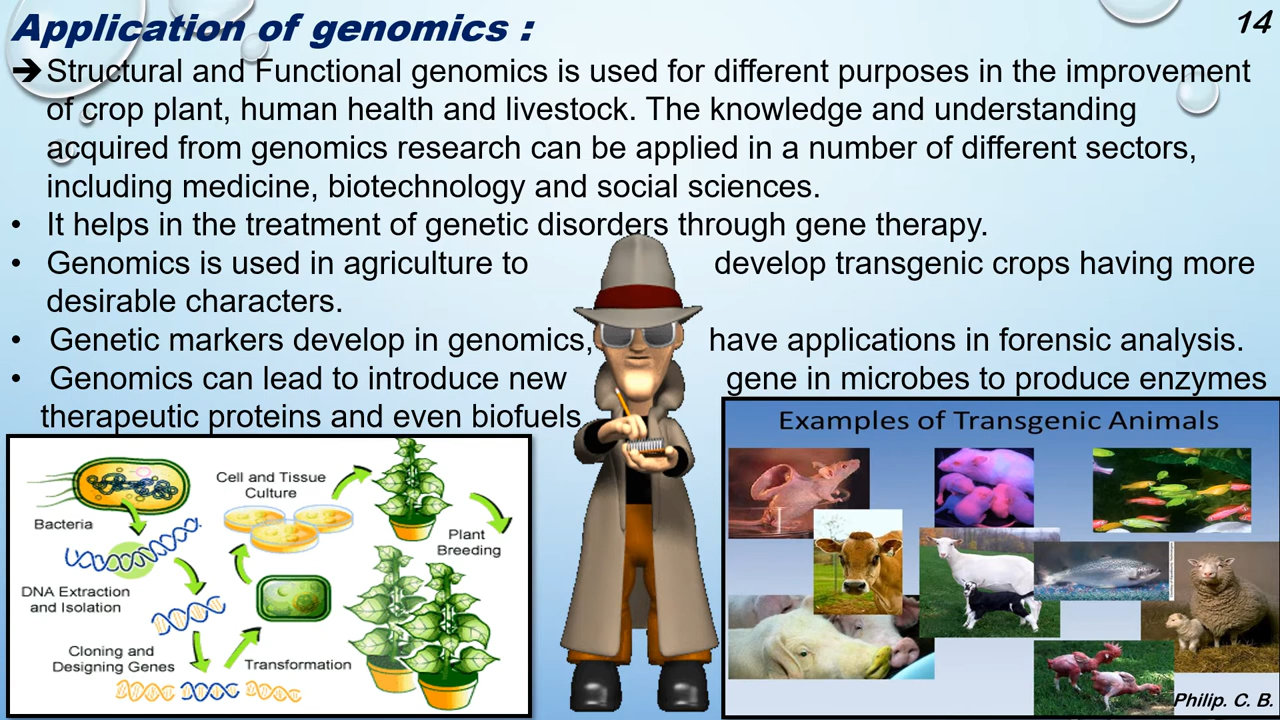 Application of genomics :
14
➔Structural and Functional genomics is used for different purposes in the improvement
of crop plant, human health and livestock. The knowledge and understanding
acquired from genomics research can be applied in a number of different sectors,
including medicine, biotechnology and social sciences.
• It helps in the treatment of genetic disorders through gene therapy.
• Genomics is used in agriculture to develop transgenic crops having more
desirable characters.
• Genetic markers develop in genomics, have applications in forensic analysis.
• Genomics can lead to introduce new gene in microbes to produce enzymes
therapeutic proteins and even biofuels
Bacteria
Cell and Tissue
Culture
Plant
Breeding
DNA Extraction
and Isolation
Cloning and
Designing Genes
Transformation
Examples of Transgenic Animals
Philip. C. B.